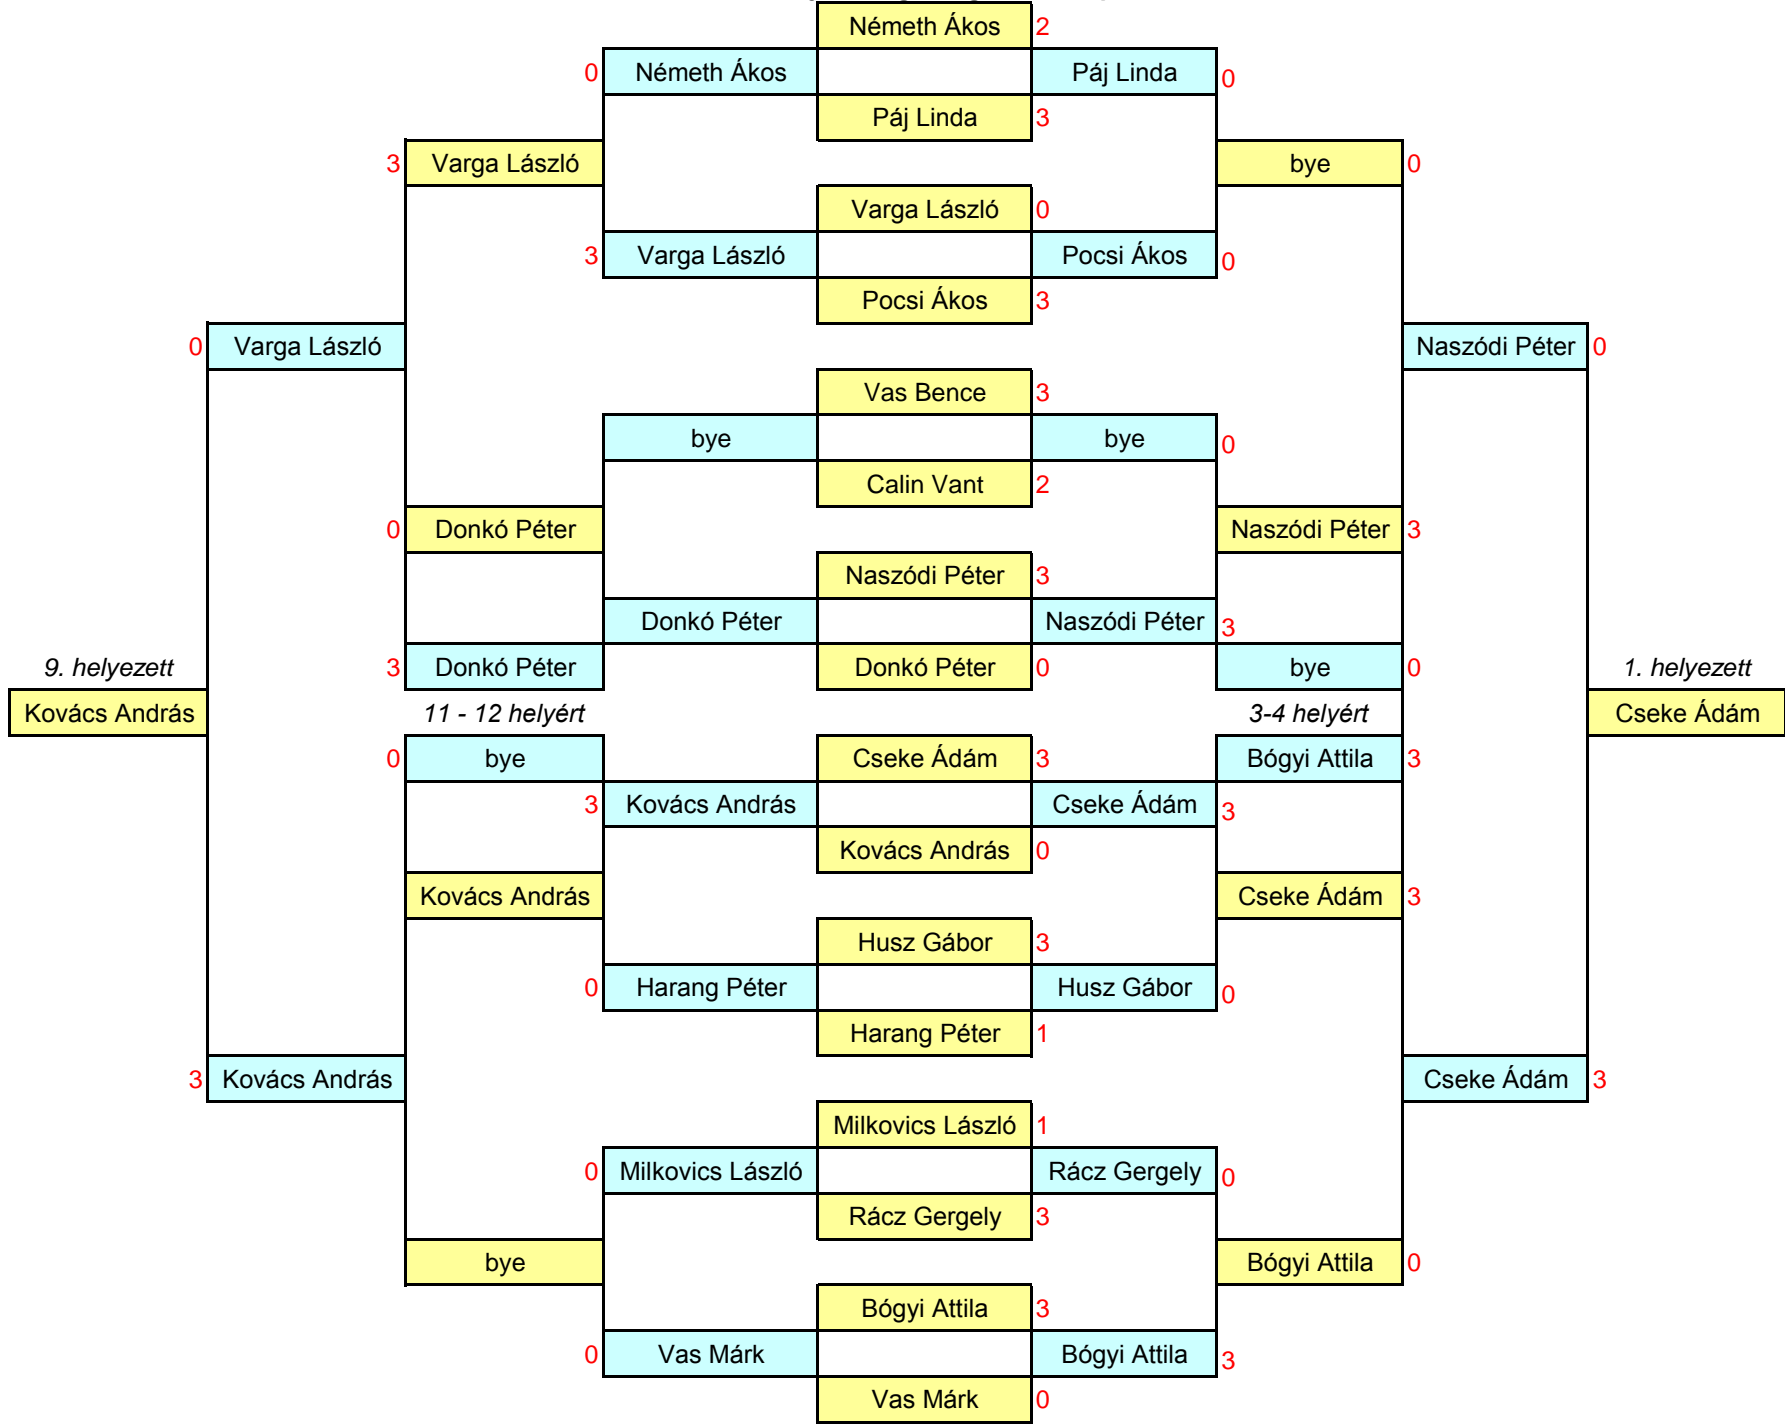 Németh Ákos 2
0 Németh Ákos Páj Linda 0
Páj Linda 3
3 Varga László bye 0
Varga László 0
3 Varga László Pocsi Ákos 0
Pocsi Ákos 3
0 Varga László Naszódi Péter 0
Vas Bence 3
bye bye 0
Calin Vant 2
0 Donkó Péter Naszódi Péter 3
Naszódi Péter 3
Donkó Péter Naszódi Péter 3
9. helyezett 3 Donkó Péter Donkó Péter 0 bye 0 1. helyezett
Kovács András 11 - 12 helyért 3-4 helyért Cseke Ádám
0 bye Cseke Ádám 3 Bógyi Attila 3
3 Kovács András Cseke Ádám 3
Kovács András 0
Kovács András Cseke Ádám 3
Husz Gábor 3
0 Harang Péter Husz Gábor 0
Harang Péter 1
3 Kovács András Cseke Ádám 3
Milkovics László 1
0 Milkovics László Rácz Gergely 0
Rácz Gergely 3
bye Bógyi Attila 0
Bógyi Attila 3
0 Vas Márk Bógyi Attila 3
Vas Márk 0